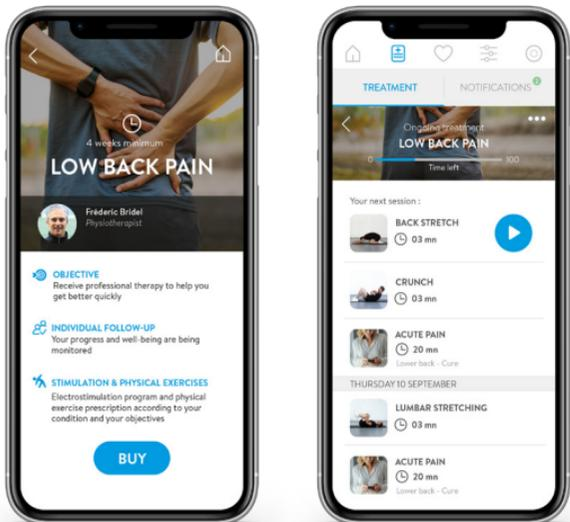 4 weeks minimum
LOW BACK PAIN
Fréderic Bridel
Physiotherapist
OBJECTIVE
Receive professional therapy to help you
get better quickly
INDIVIDUAL FOLLOW-UP
Your progress and well-being are being
monitored
STIMULATION & PHYSICAL EXERCISES
Electrostimulation program and physical
exercise prescription according to your
condition and your objectives
BUY
TREATMENT
NOTIFICATIONS
Ongoing treatment
LOW BACK PAIN
0 100
Time left
Your next session :
BACK STRETCH
03 mn
CRUNCH
03 mn
ACUTE PAIN
20 mn
Lower back - Cure
THURSDAY 10 SEPTEMBER
LUMBAR STRETCHING
03 mn
ACUTE PAIN
20 mn
Lower back - Cure